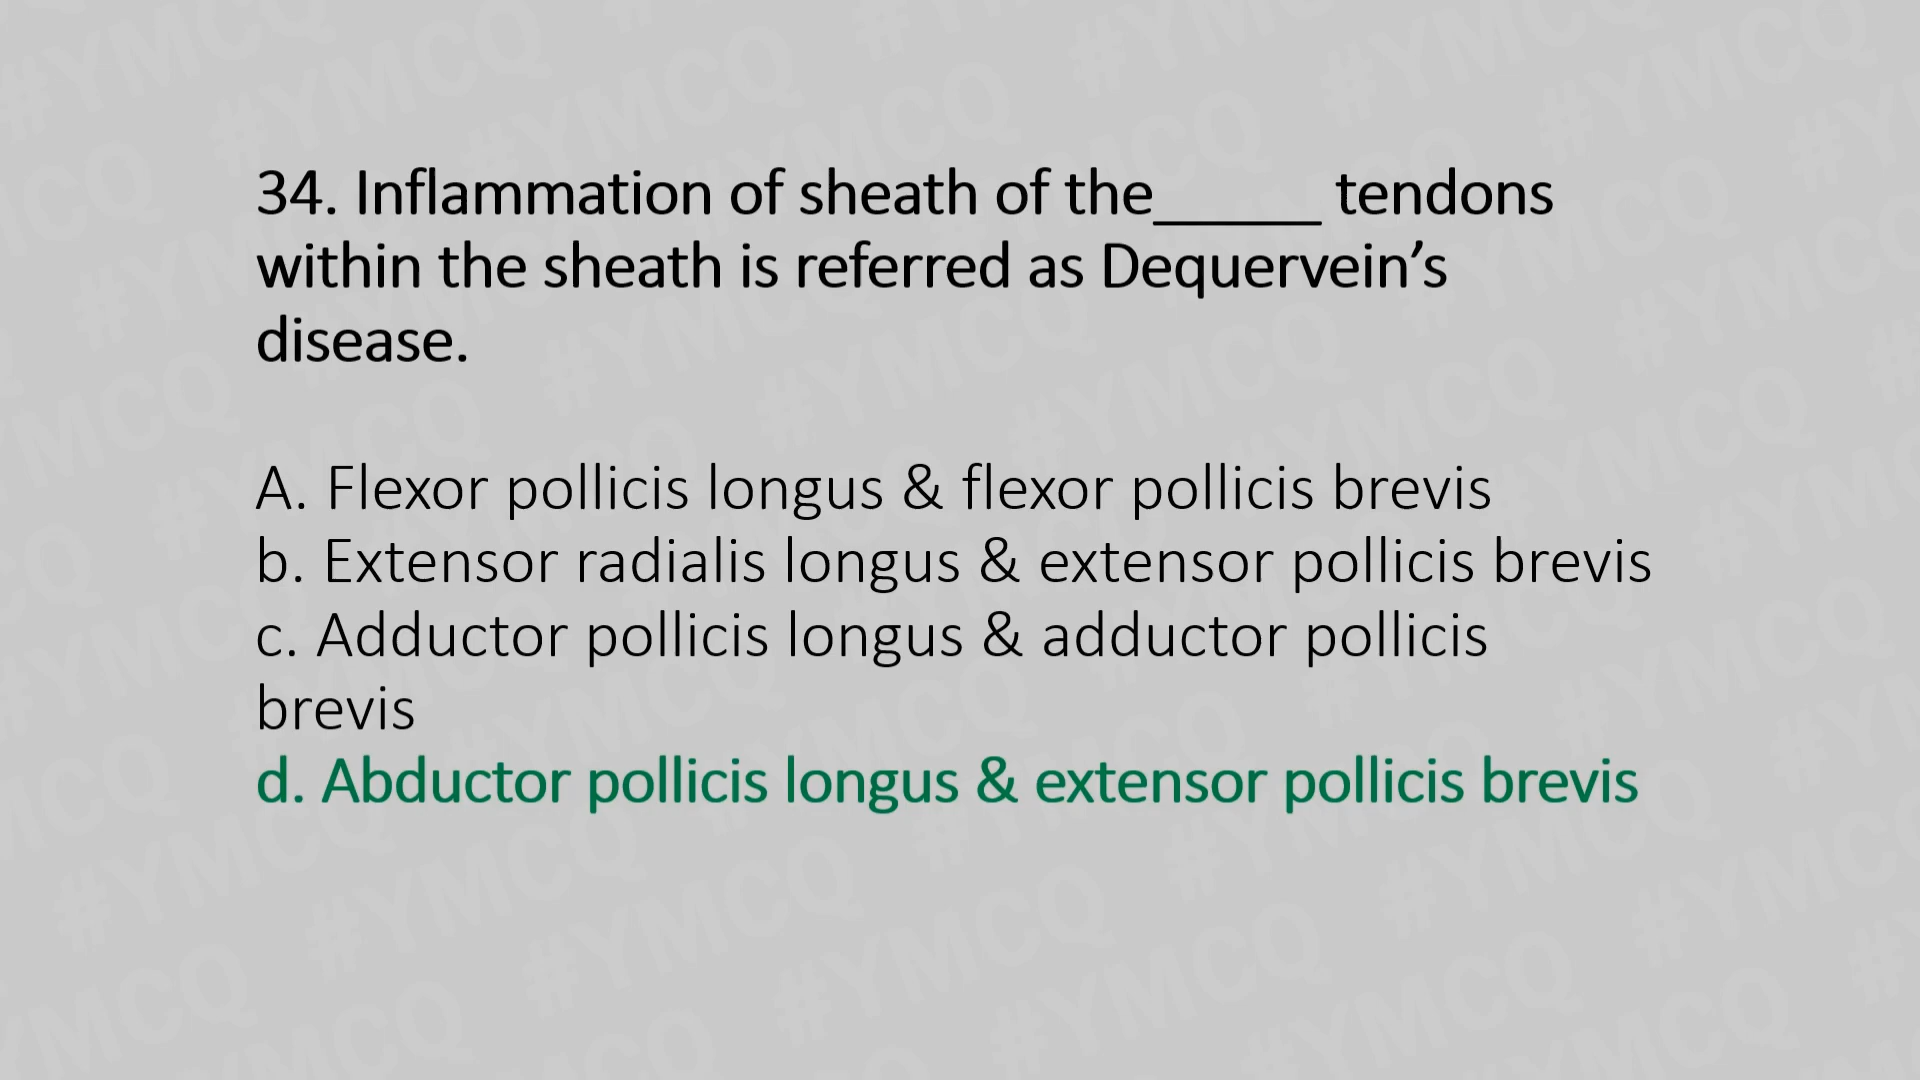 34. Inflammation of sheath of the_____ tendons
within the sheath is referred as Dequervein’s
disease.
A. Flexor pollicis longus & flexor pollicis brevis
b. Extensor radialis longus & extensor pollicis brevis
c. Adductor pollicis longus & adductor pollicis
brevis
d. Abductor pollicis longus & extensor pollicis brevis
#YMCQ